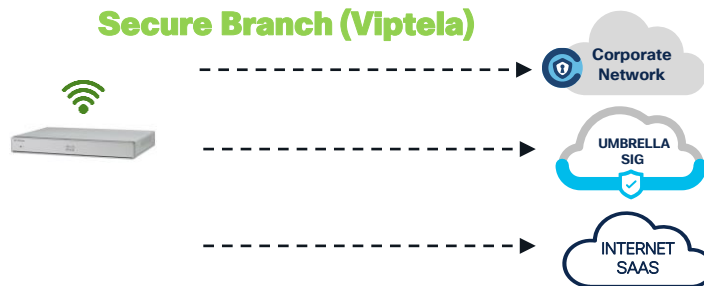 Secure Branch (Viptela)
Corporate
Network
UMBRELLA
SIG
INTERNET
SAAS